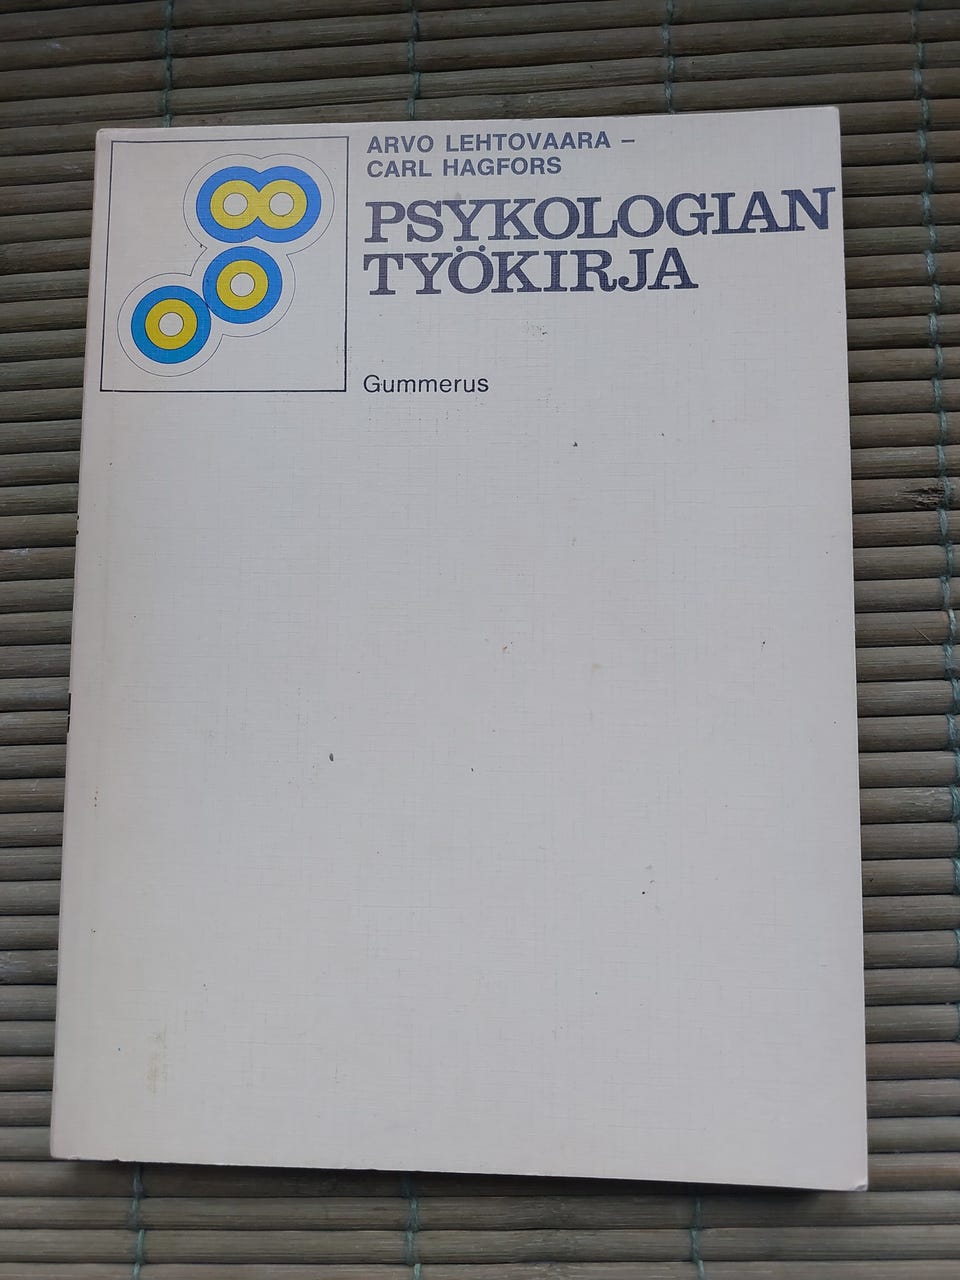 ARVO LEHTOVAARA –
CARL HAGFORS
PSYKOLOGIAN
TYÖKIRJA
Gummerus